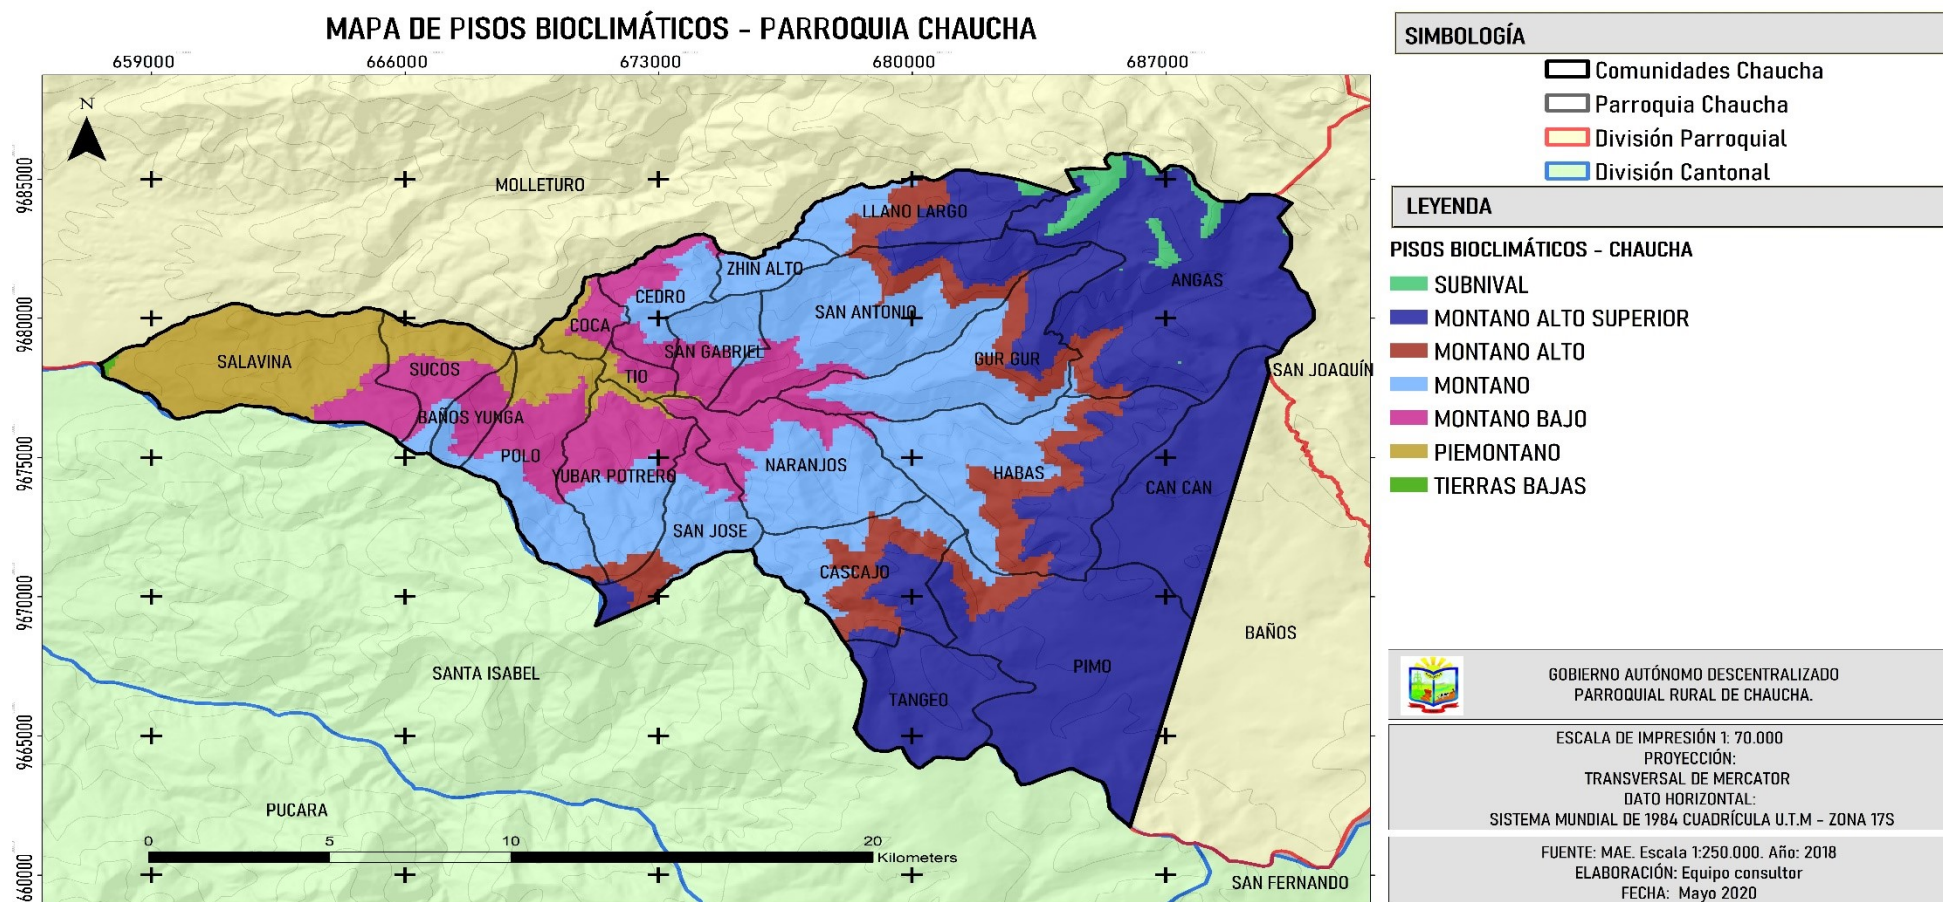 MAPA DE PISOS BIOCLIMÁTICOS - PARROQUIA CHAUCHA
659000
666000
673000
680000
687000
N
9685000
9680000
9675000
9670000
9665000
MOLLETURO
LLANO LARGO
ZHIN ALTO
ANGAS
CEDRO
SAN ANTONIO
COCA
SAN GABRIEL
GUR GUR
SALAVINA
SUCOS
TIO
SAN JOAQUÍN
BAÑOS YUNGA
POLO
YUBAR POTRERO
NARANJOS
HABAS
CAN CAN
SAN JOSE
CASCAJO
BAÑOS
SANTA ISABEL
PIMO
TANGEO
PUCARA
SAN FERNANDO
0
5
10
20
Kilometers
SIMBOLOGÍA
Comunidades Chaucha
Parroquia Chaucha
División Parroquial
División Cantonal
LEYENDA
PISOS BIOCLIMÁTICOS - CHAUCHA
SUBNIVAL
MONTANO ALTO SUPERIOR
MONTANO ALTO
MONTANO
MONTANO BAJO
PIEMONTANO
TIERRAS BAJAS
GOBIERNO AUTÓNOMO DESCENTRALIZADO
PARROQUIAL RURAL DE CHAUCHA.
ESCALA DE IMPRESIÓN 1: 70.000
PROYECCIÓN:
TRANSVERSAL DE MERCATOR
DATO HORIZONTAL:
SISTEMA MUNDIAL DE 1984 CUADRÍCULA U.T.M - ZONA 17S
FUENTE: MAE. Escala 1:250.000. Año: 2018
ELABORACIÓN: Equipo consultor
FECHA: Mayo 2020